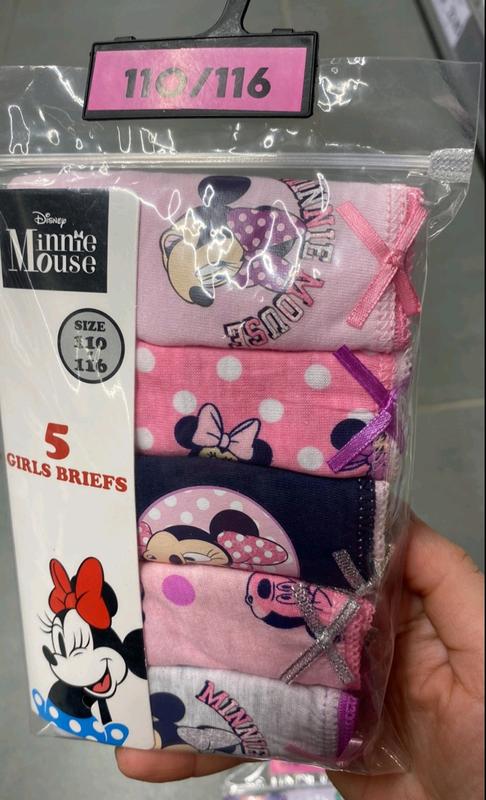 110/116
Disney
Minnie
Mouse
SIZE
110
116
5
GIRLS BRIEFS
MINNIE MOUSE
MINNIE